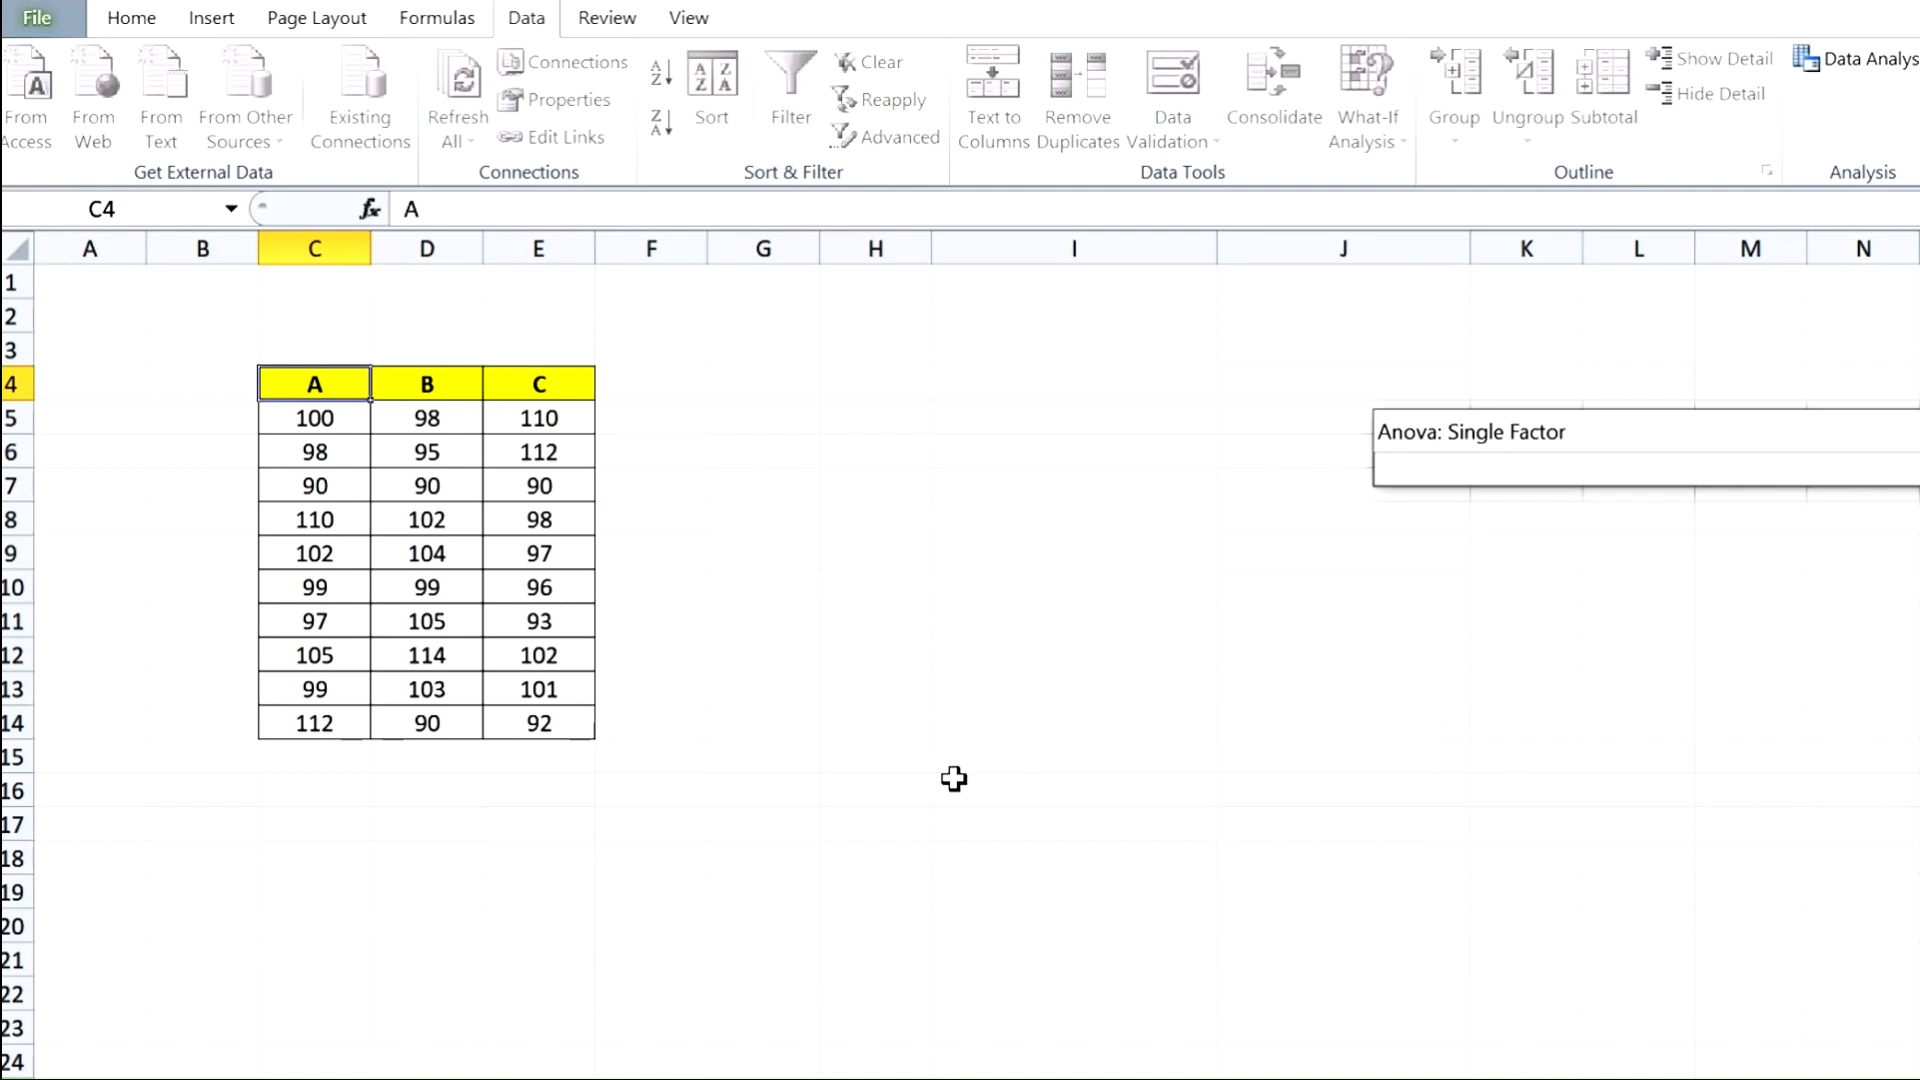 File Home Insert Page Layout Formulas Data Review View
From Access From Web From Text From Other Sources Existing Connections Refresh All Connections Properties Edit Links Sort Filter Clear Reapply Advanced Text to Columns Remove Duplicates Data Validation Consolidate What-If Analysis Group Ungroup Subtotal Show Detail Hide Detail Data Analys
Get External Data Connections Sort & Filter Data Tools Outline Analysis
C4 fx A
A B C D E F G H I J K L M N
1
2
3
4 A B C
5 100 98 110
Anova: Single Factor
6 98 95 112
7 90 90 90
8 110 102 98
9 102 104 97
10 99 99 96
11 97 105 93
12 105 114 102
13 99 103 101
14 112 90 92
15
16
17
18
19
20
21
22
23
24